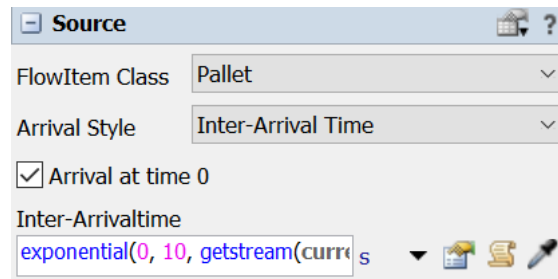 Source ?
FlowItem Class Pallet
Arrival Style Inter-Arrival Time
Arrival at time 0
Inter-Arrivaltime
exponential(0, 10, getstream(curre s